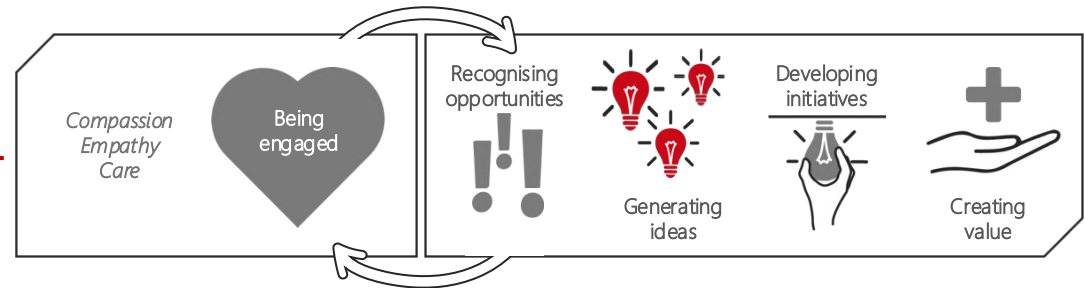 Compassion
Empathy
Care
Being
engaged
Recognising
opportunities
Generating
ideas
Developing
initiatives
Creating
value